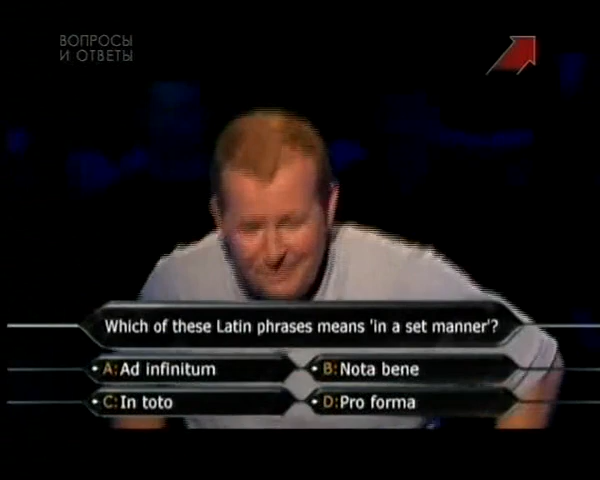 ВОПРОСЫ
И ОТВЕТЫ
Which of these Latin phrases means 'in a set manner'?
A: Ad infinitum
B: Nota bene
C: In toto
D: Pro forma